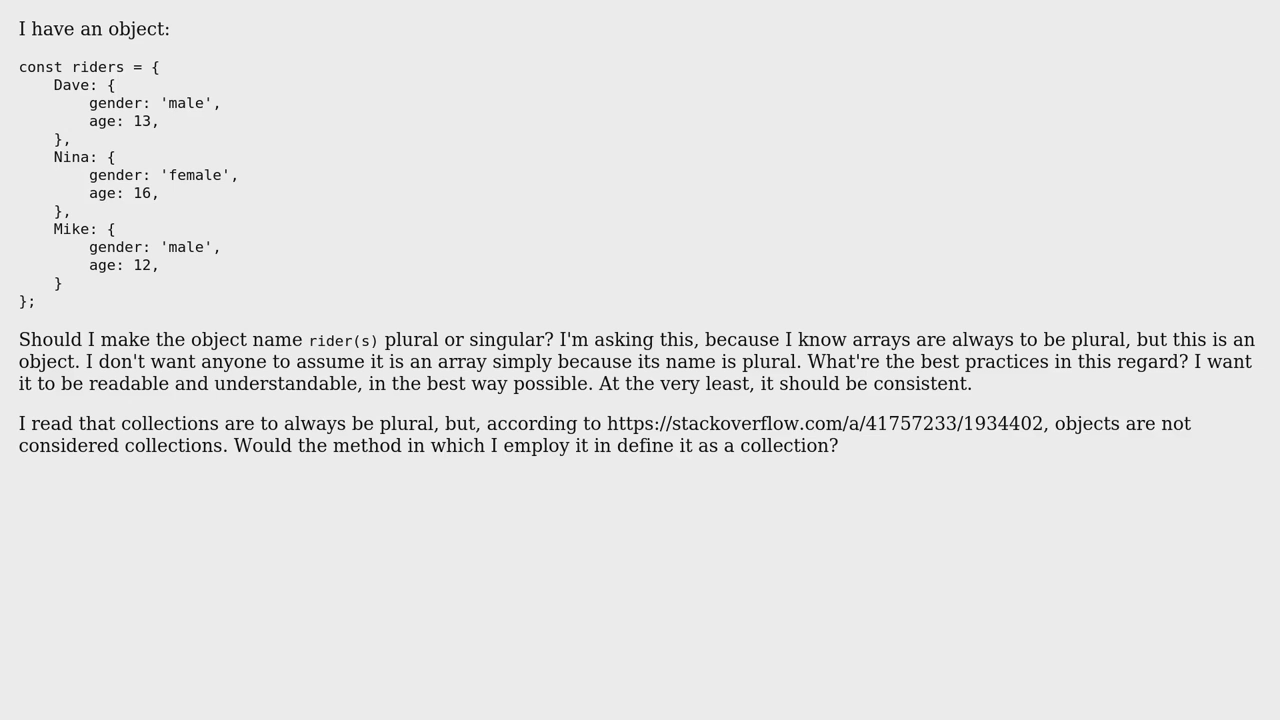 I have an object:
const riders = {
    Dave: {
        gender: 'male',
        age: 13,
    },
    Nina: {
        gender: 'female',
        age: 16,
    },
    Mike: {
        gender: 'male',
        age: 12,
    }
};
Should I make the object name rider(s) plural or singular? I'm asking this, because I know arrays are always to be plural, but this is an
object. I don't want anyone to assume it is an array simply because its name is plural. What're the best practices in this regard? I want
it to be readable and understandable, in the best way possible. At the very least, it should be consistent.
I read that collections are to always be plural, but, according to https://stackoverflow.com/a/41757233/1934402, objects are not
considered collections. Would the method in which I employ it in define it as a collection?